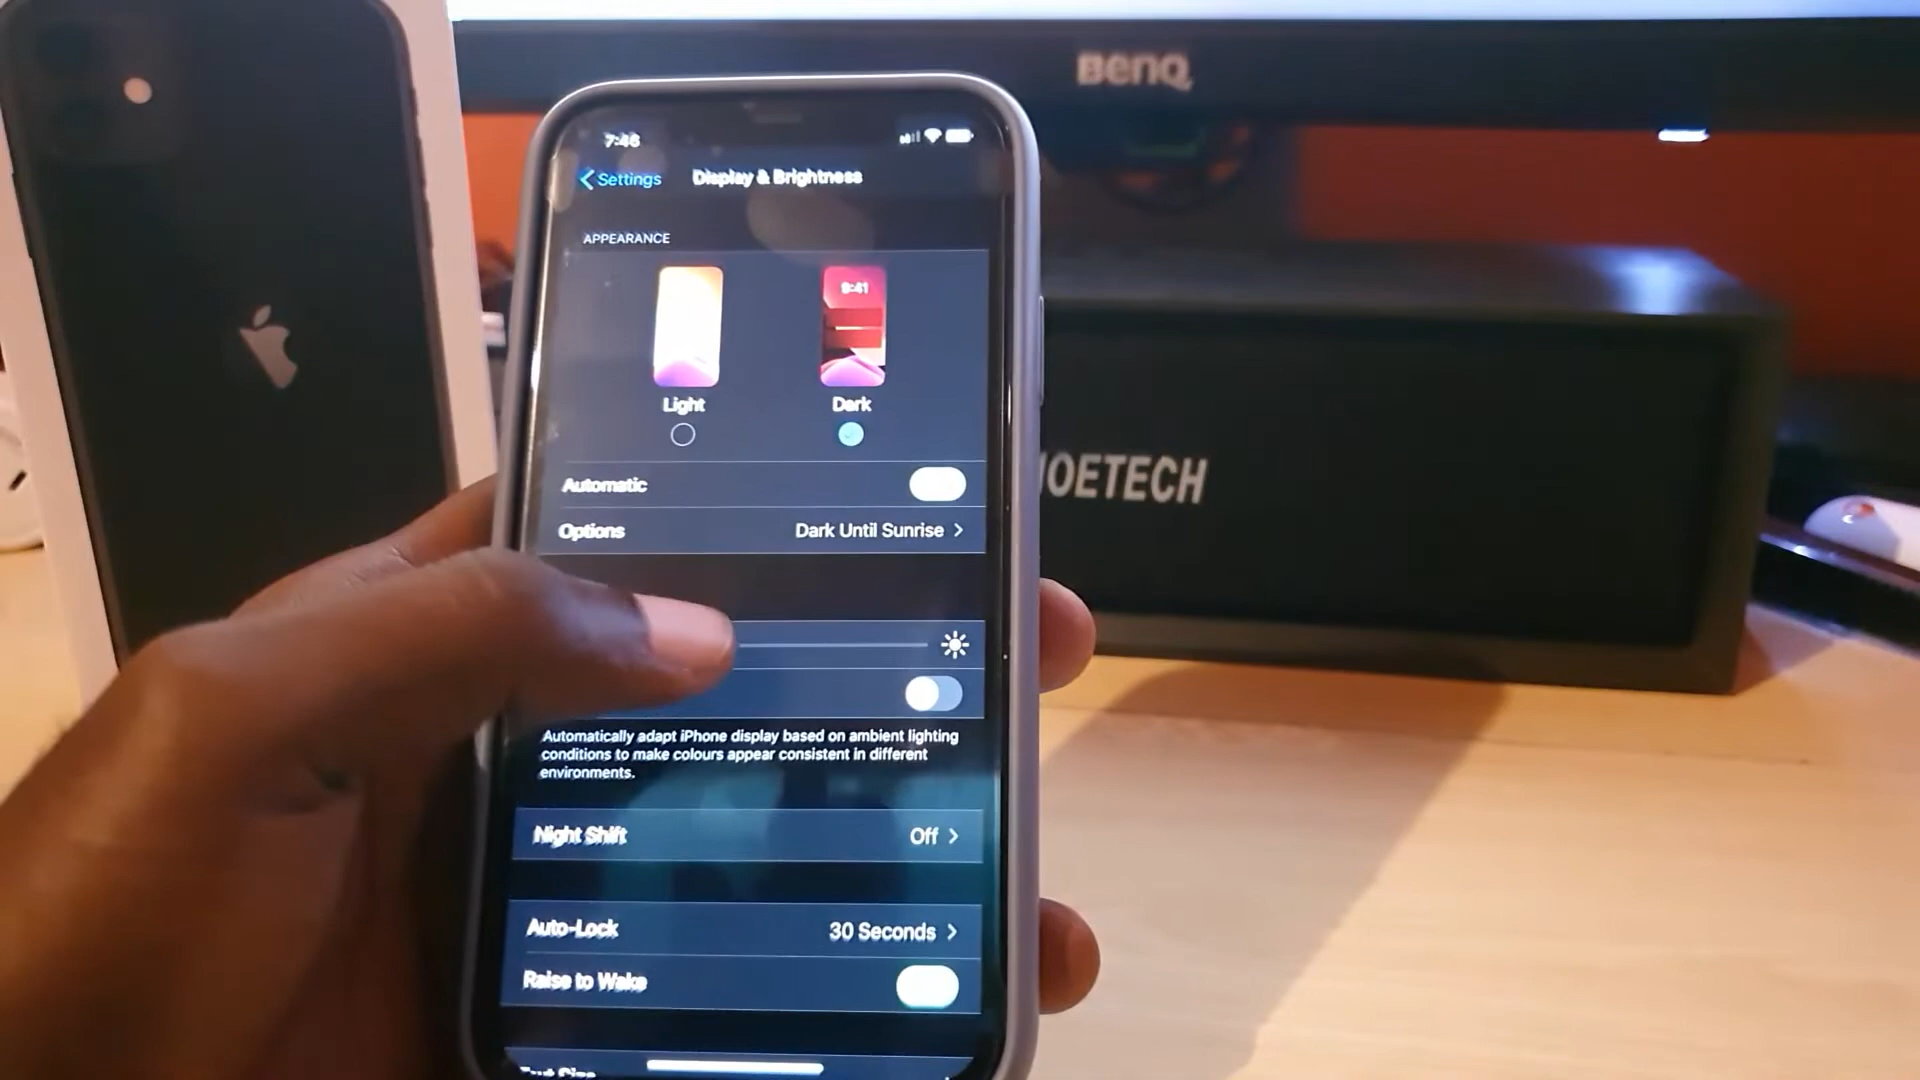 BenQ
7:46
Settings
Display & Brightness
APPEARANCE
9:41
Light
Dark
Automatic
Options
Dark Until Sunrise
Automatically adapt iPhone display based on ambient lighting
conditions to make colours appear consistent in different
environments.
Night Shift
Off
Auto-Lock
30 Seconds
Raise to Wake
Text Size
OETECH